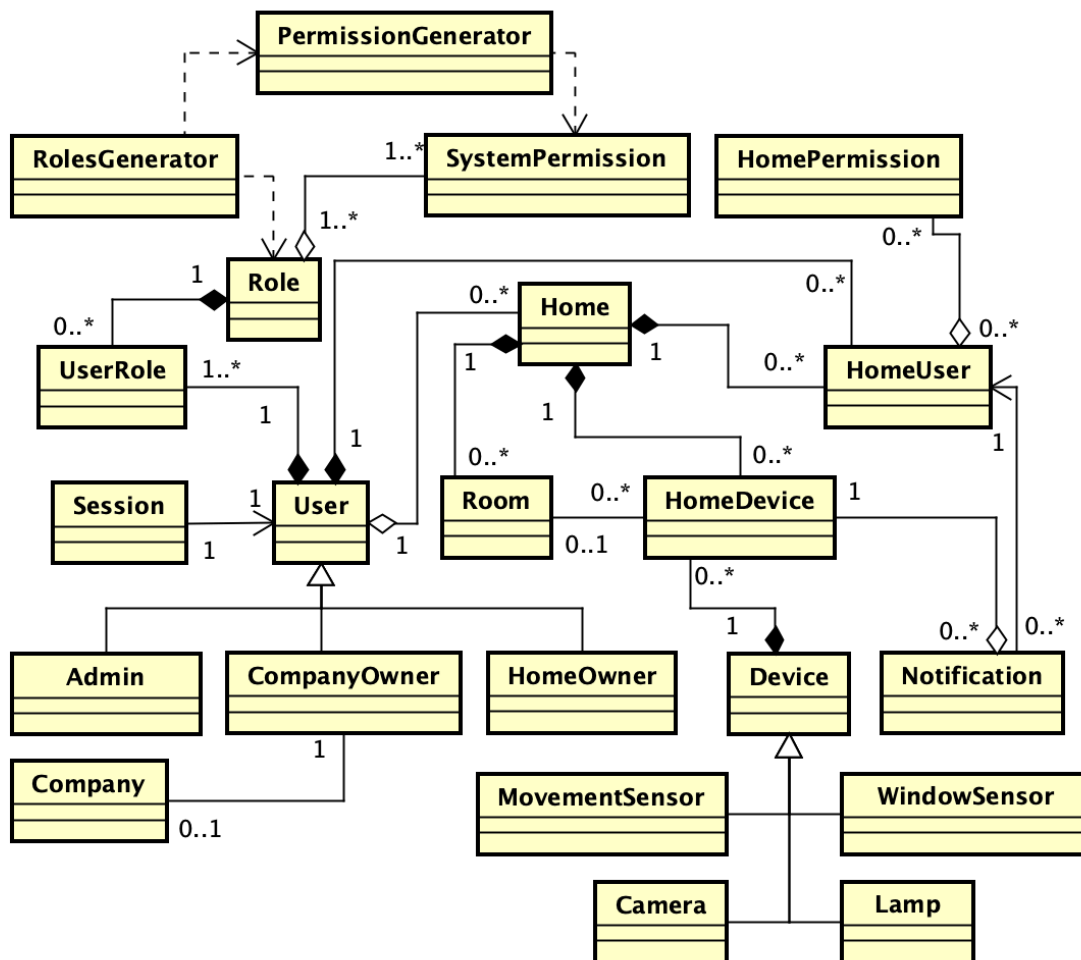 PermissionGenerator
RolesGenerator
1..*
SystemPermission
HomePermission
1..*
0..*
1
Role
0..*
Home
0..*
0..*
0..*
UserRole
1..*
1
1
0..*
HomeUser
1
1
1
1
0..*
0..*
Session
1
User
Room
0..*
HomeDevice
1
1
1
0..1
0..*
1
0..*
0..*
Admin
CompanyOwner
HomeOwner
Device
Notification
1
Company
0..1
MovementSensor
WindowSensor
Camera
Lamp